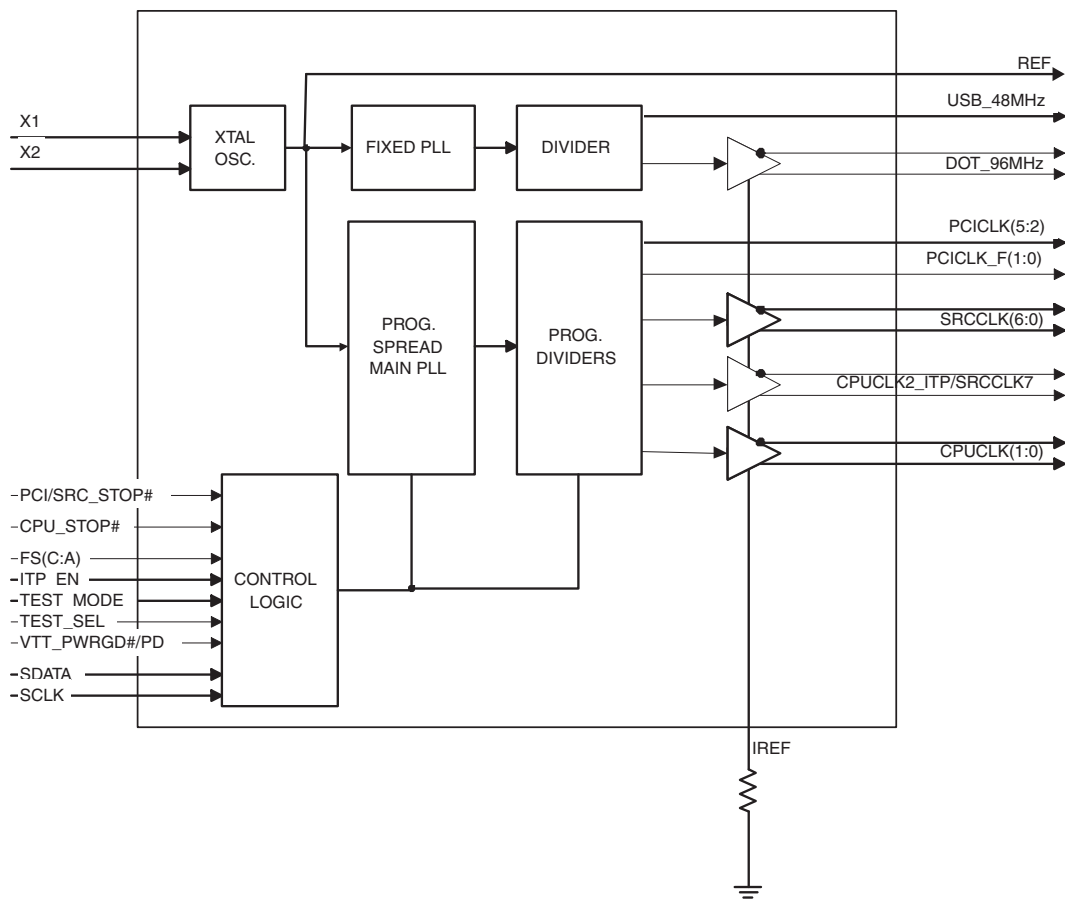 REF
USB_48MHz
X1
X2
XTAL
OSC.
FIXED PLL
DIVIDER
DOT_96MHz
PCICLK(5:2)
PCICLK_F(1:0)
PROG.
SPREAD
MAIN PLL
PROG.
DIVIDERS
SRCCLK(6:0)
CPUCLK2_ITP/SRCCLK7
CPUCLK(1:0)
PCI/SRC_STOP#
CPU_STOP#
FS(C:A)
ITP_EN
TEST_MODE
TEST_SEL
VTT_PWRGD#/PD
SDATA
SCLK
CONTROL
LOGIC
IREF